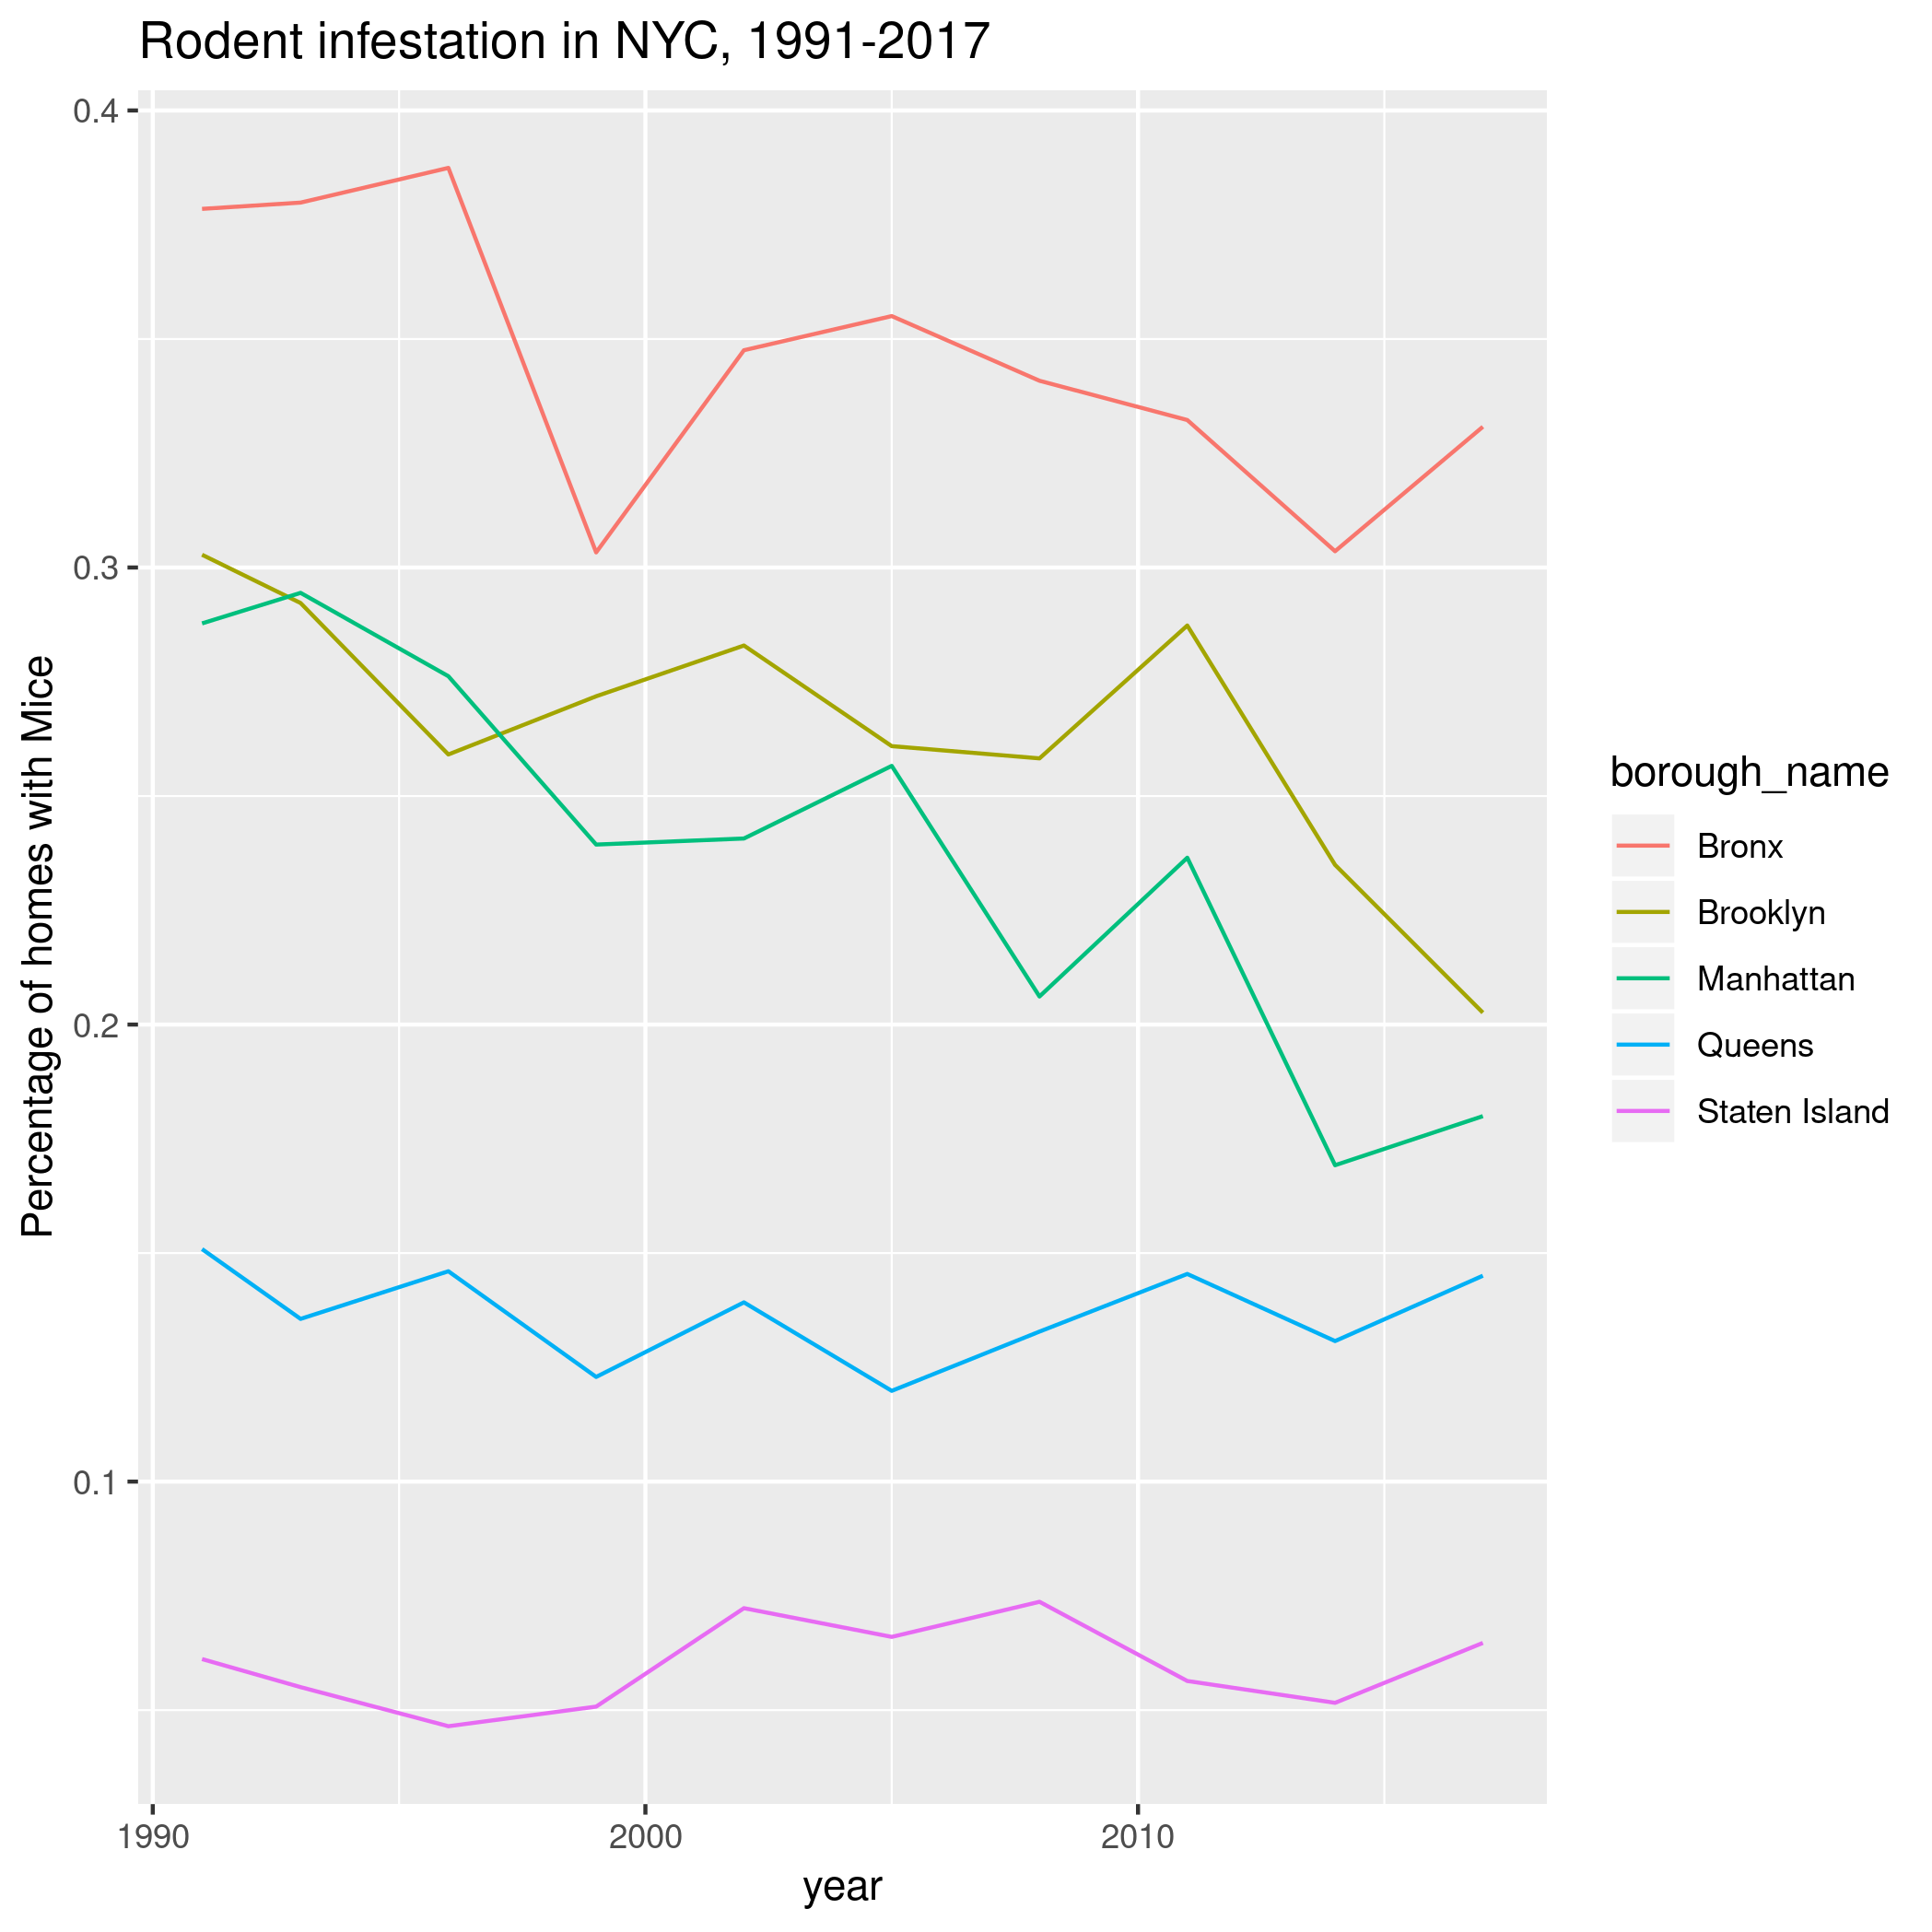 Rodent infestation in NYC, 1991-2017
Percentage of homes with Mice
0.4
0.3
0.2
0.1
1990
2000
2010
year
borough_name
Bronx
Brooklyn
Manhattan
Queens
Staten Island